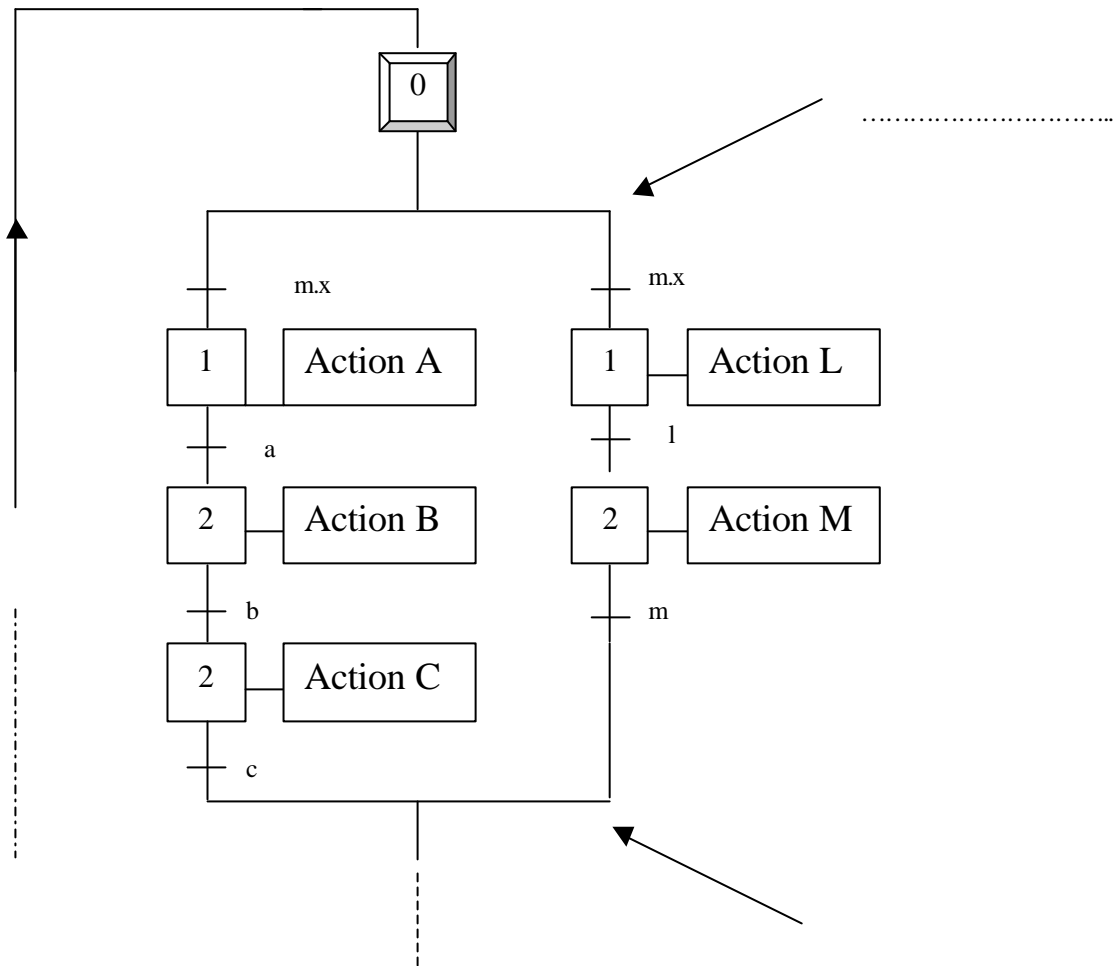 0
……………………………..
m.x
m.x
1
Action A
1
Action L
a
l
2
Action B
2
Action M
b
m
2
Action C
c